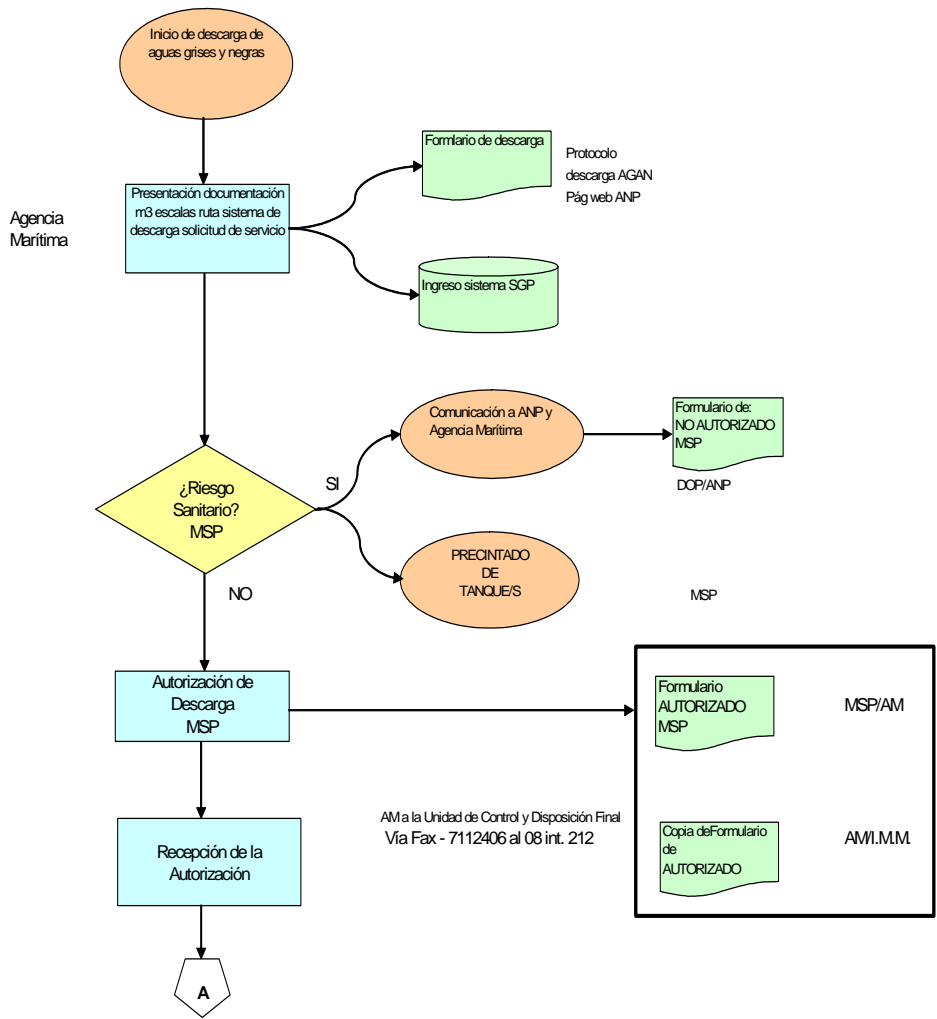 Inicio de descarga de
aguas grises y negras
Formlario de descarga
Protocolo
descarga AGAN
Pág web ANP
Agencia
Marítima
Presentación documentación
m3 escalas ruta sistema de
descarga solicitud de servicio
Ingreso sistema SGP
Comunicación a ANP y
Agencia Marítima
Formulario de:
NO AUTORIZADO
MSP
DOP/ANP
SI
¿Riesgo
Sanitario?
MSP
PRECINTADO
DE
TANQUE/S
MSP
NO
Autorización de
Descarga
MSP
Formulario
AUTORIZADO
MSP
MSP/AM
AM a la Unidad de Control y Disposición Final
Vía Fax - 7112406 al 08 int. 212
Copia deFormulario
de
AUTORIZADO
AM/I.M.M.
Recepción de la
Autorización
A